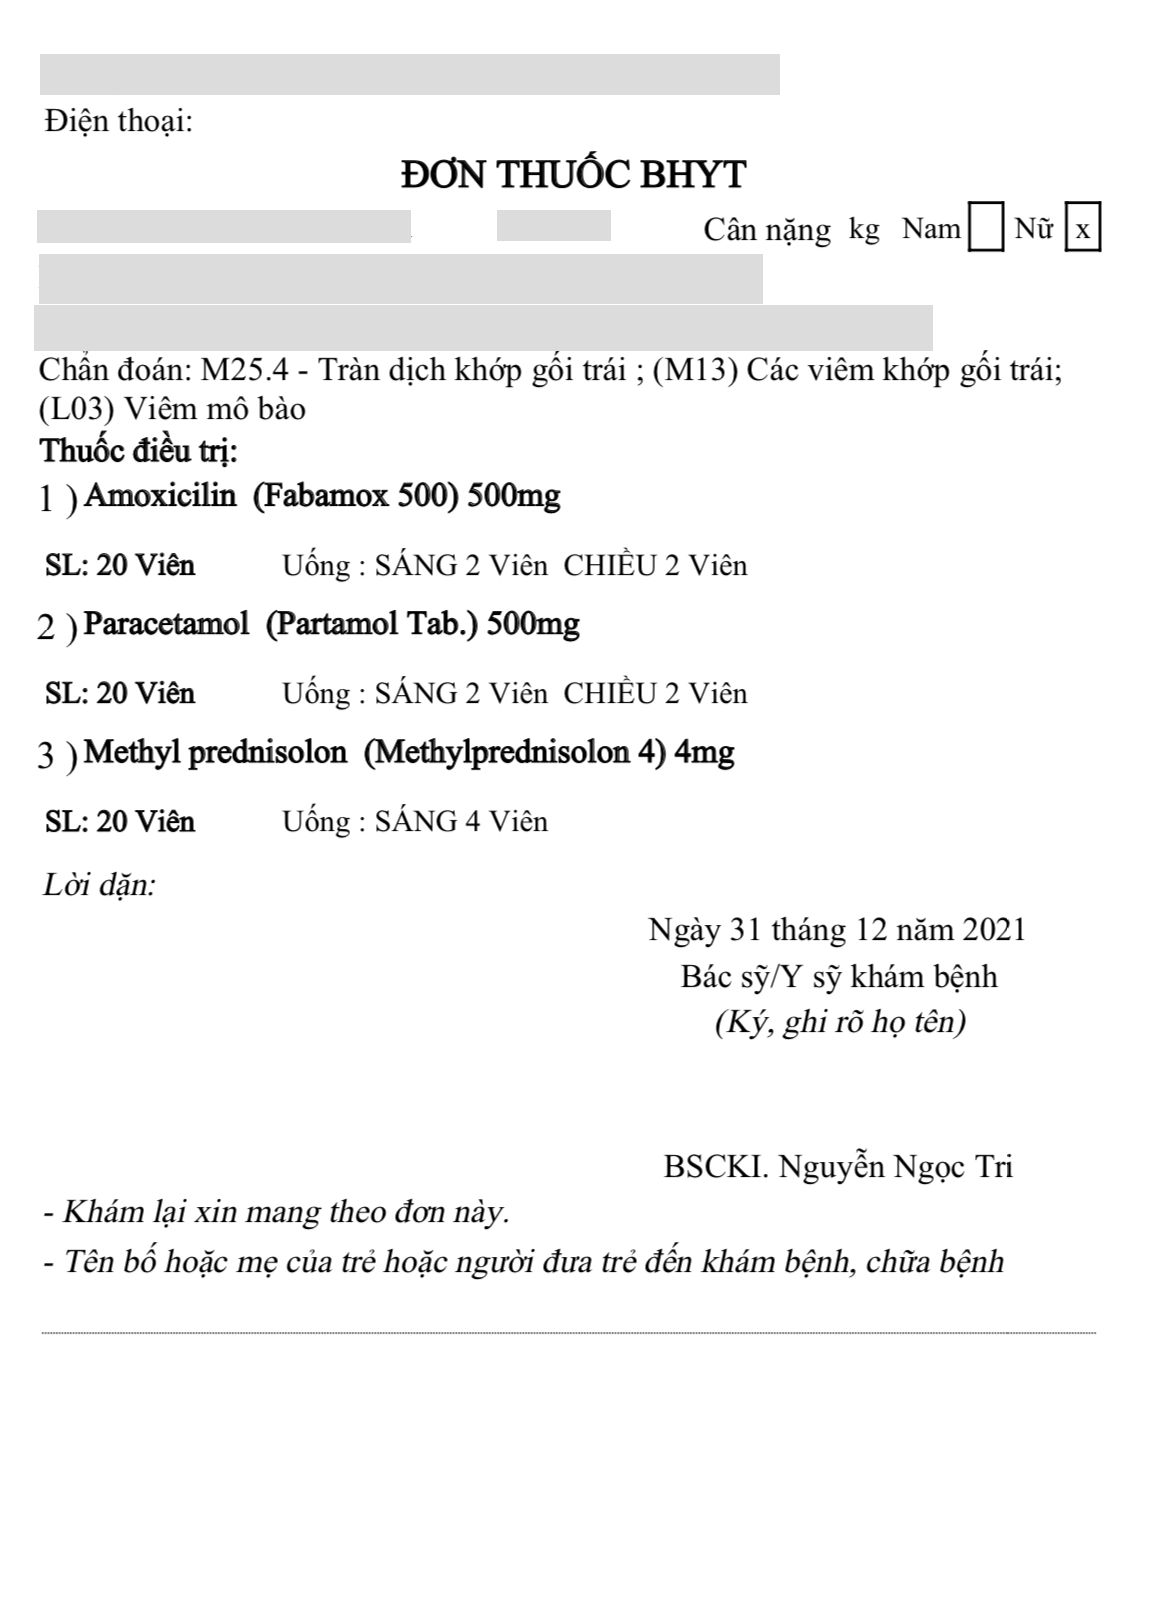 Điện thoại:
ĐƠN THUỐC BHYT
Cân nặng kg Nam Nữ x
Chẩn đoán: M25.4 - Tràn dịch khớp gối trái ; (M13) Các viêm khớp gối trái;
(L03) Viêm mô bào
Thuốc điều trị:
1 ) Amoxicilin (Fabamox 500) 500mg
SL: 20 Viên Uống : SÁNG 2 Viên CHIỀU 2 Viên
2 ) Paracetamol (Partamol Tab.) 500mg
SL: 20 Viên Uống : SÁNG 2 Viên CHIỀU 2 Viên
3 ) Methyl prednisolon (Methylprednisolon 4) 4mg
SL: 20 Viên Uống : SÁNG 4 Viên
Lời dặn:
Ngày 31 tháng 12 năm 2021
Bác sỹ/Y sỹ khám bệnh
(Ký, ghi rõ họ tên)
BSCKI. Nguyễn Ngọc Tri
- Khám lại xin mang theo đơn này.
- Tên bố hoặc mẹ của trẻ hoặc người đưa trẻ đến khám bệnh, chữa bệnh